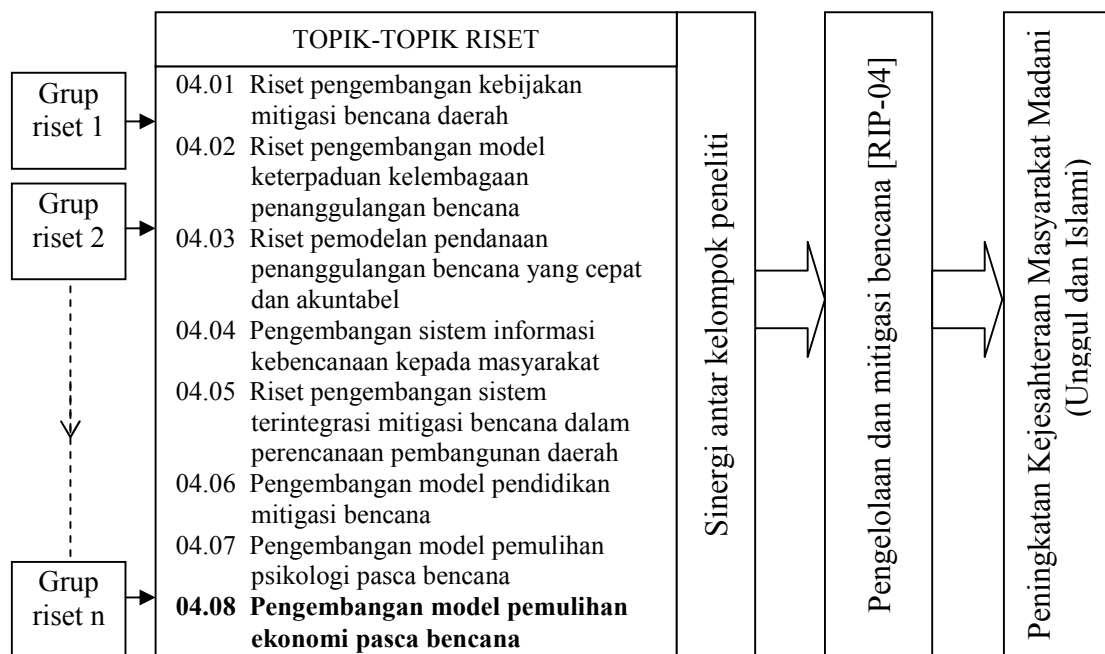 TOPIK-TOPIK RISET
Grup
riset 1
Grup
riset 2
Grup
riset n
04.01 Riset pengembangan kebijakan
mitigasi bencana daerah
04.02 Riset pengembangan model
keterpaduan kelembagaan
penanggulangan bencana
04.03 Riset pemodelan pendanaan
penanggulangan bencana yang cepat
dan akuntabel
04.04 Pengembangan sistem informasi
kebencanaan kepada masyarakat
04.05 Riset pengembangan sistem
terintegrasi mitigasi bencana dalam
perencanaan pembangunan daerah
04.06 Pengembangan model pendidikan
mitigasi bencana
04.07 Pengembangan model pemulihan
psikologi pasca bencana
04.08 Pengembangan model pemulihan
ekonomi pasca bencana
Sinergi antar kelompok peneliti
Pengelolaan dan mitigasi bencana [RIP-04]
Peningkatan Kejesahteraan Masyarakat Madani
(Unggul dan Islami)